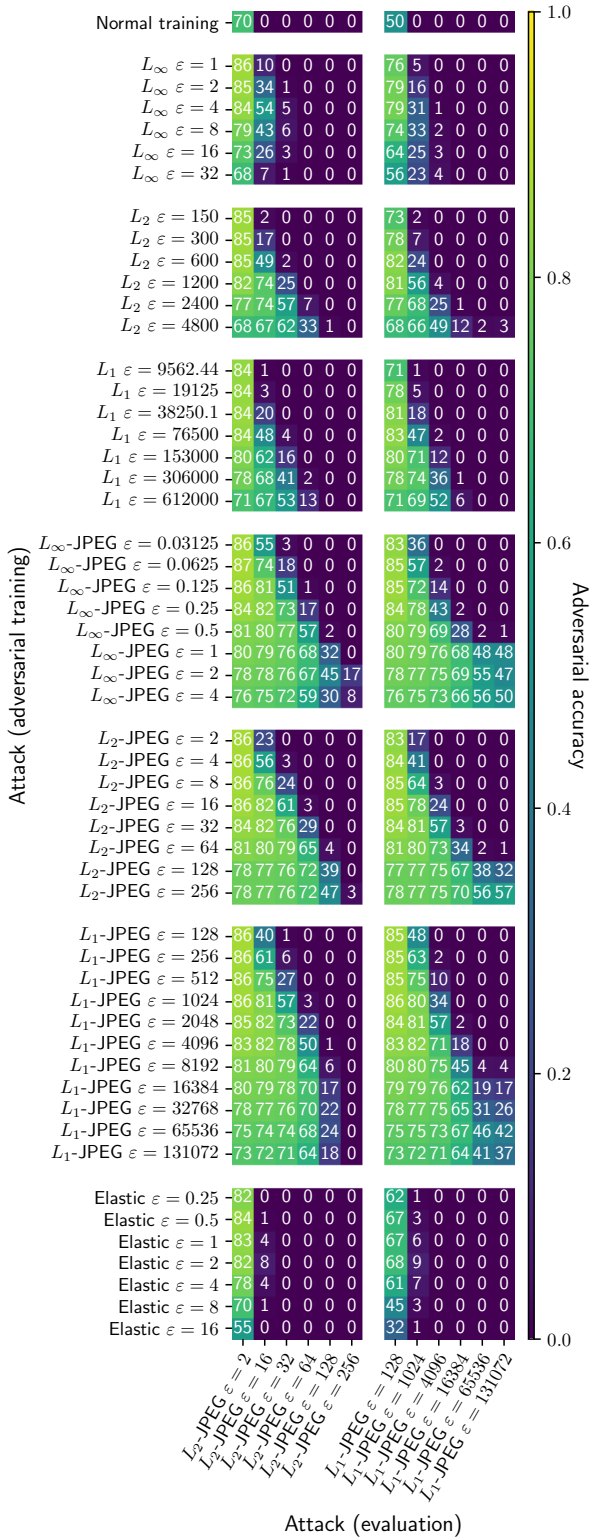 Normal training 70 0 0 0 0 0 50 0 0 0 0 0
L∞ ε = 1 86 10 0 0 0 0 76 5 0 0 0 0
L∞ ε = 2 85 34 1 0 0 0 79 16 0 0 0 0
L∞ ε = 4 84 54 5 0 0 0 79 31 1 0 0 0
L∞ ε = 8 79 43 6 0 0 0 74 33 2 0 0 0
L∞ ε = 16 73 26 3 0 0 0 64 25 3 0 0 0
L∞ ε = 32 68 7 1 0 0 0 56 23 4 0 0 0
L2 ε = 150 85 2 0 0 0 0 73 2 0 0 0 0
L2 ε = 300 85 17 0 0 0 0 78 7 0 0 0 0
L2 ε = 600 85 49 2 0 0 0 82 24 0 0 0 0
L2 ε = 1200 82 74 25 0 0 0 81 56 4 0 0 0
L2 ε = 2400 77 74 57 7 0 0 77 68 25 1 0 0
L2 ε = 4800 68 67 62 33 1 0 68 66 49 12 2 3
L1 ε = 9562.44 84 1 0 0 0 0 71 1 0 0 0 0
L1 ε = 19125 84 3 0 0 0 0 78 5 0 0 0 0
L1 ε = 38250.1 84 20 0 0 0 0 81 18 0 0 0 0
L1 ε = 76500 84 48 4 0 0 0 83 47 2 0 0 0
L1 ε = 153000 80 62 16 0 0 0 80 71 12 0 0 0
L1 ε = 306000 78 68 41 2 0 0 78 74 36 1 0 0
L1 ε = 612000 71 67 53 13 0 0 71 69 52 6 0 0
L∞-JPEG ε = 0.03125 86 55 3 0 0 0 83 36 0 0 0 0
L∞-JPEG ε = 0.0625 87 74 18 0 0 0 85 57 2 0 0 0
L∞-JPEG ε = 0.125 86 81 51 1 0 0 85 72 14 0 0 0
L∞-JPEG ε = 0.25 84 82 73 17 0 0 84 78 43 2 0 0
L∞-JPEG ε = 0.5 81 80 77 57 2 0 80 79 69 28 2 1
L∞-JPEG ε = 1 80 79 76 68 32 0 80 79 76 68 48 48
L∞-JPEG ε = 2 78 78 76 67 45 17 78 77 75 69 55 47
L∞-JPEG ε = 4 76 75 72 59 30 8 76 75 73 66 56 50
L2-JPEG ε = 2 86 23 0 0 0 0 83 17 0 0 0 0
L2-JPEG ε = 4 86 56 3 0 0 0 84 41 0 0 0 0
L2-JPEG ε = 8 86 76 24 0 0 0 85 64 3 0 0 0
L2-JPEG ε = 16 86 82 61 3 0 0 85 78 24 0 0 0
L2-JPEG ε = 32 84 82 76 29 0 0 84 81 57 3 0 0
L2-JPEG ε = 64 81 80 79 65 4 0 81 80 73 34 2 1
L2-JPEG ε = 128 78 77 76 72 39 0 77 77 75 67 38 32
L2-JPEG ε = 256 78 77 76 72 47 3 78 77 75 70 56 57
L1-JPEG ε = 128 86 40 1 0 0 0 85 48 0 0 0 0
L1-JPEG ε = 256 86 61 6 0 0 0 85 63 2 0 0 0
L1-JPEG ε = 512 86 75 27 0 0 0 85 75 10 0 0 0
L1-JPEG ε = 1024 86 81 57 3 0 0 86 80 34 0 0 0
L1-JPEG ε = 2048 85 82 73 22 0 0 84 81 57 2 0 0
L1-JPEG ε = 4096 83 82 78 50 1 0 83 82 71 18 0 0
L1-JPEG ε = 8192 81 80 79 64 6 0 81 80 75 45 4 4
L1-JPEG ε = 16384 80 79 78 70 17 0 79 79 76 62 19 17
L1-JPEG ε = 32768 78 77 76 70 22 0 78 77 75 65 31 26
L1-JPEG ε = 65536 75 74 74 68 24 0 75 75 73 67 46 42
L1-JPEG ε = 131072 73 72 71 64 18 0 73 72 71 64 41 37
Elastic ε = 0.25 82 0 0 0 0 0 62 1 0 0 0 0
Elastic ε = 0.5 84 1 0 0 0 0 67 3 0 0 0 0
Elastic ε = 1 83 4 0 0 0 0 67 6 0 0 0 0
Elastic ε = 2 82 8 0 0 0 0 68 9 0 0 0 0
Elastic ε = 4 78 4 0 0 0 0 61 7 0 0 0 0
Elastic ε = 8 70 1 0 0 0 0 45 3 0 0 0 0
Elastic ε = 16 55 0 0 0 0 0 32 1 0 0 0 0
L2-JPEG ε = 2
L2-JPEG ε = 16
L2-JPEG ε = 32
L2-JPEG ε = 64
L2-JPEG ε = 128
L2-JPEG ε = 256
L1-JPEG ε = 128
L1-JPEG ε = 1024
L1-JPEG ε = 4096
L1-JPEG ε = 16384
L1-JPEG ε = 65536
L1-JPEG ε = 131072
Attack (evaluation)
Attack (adversarial training)
1.0
0.8
0.6
0.4
0.2
0.0
Adversarial accuracy